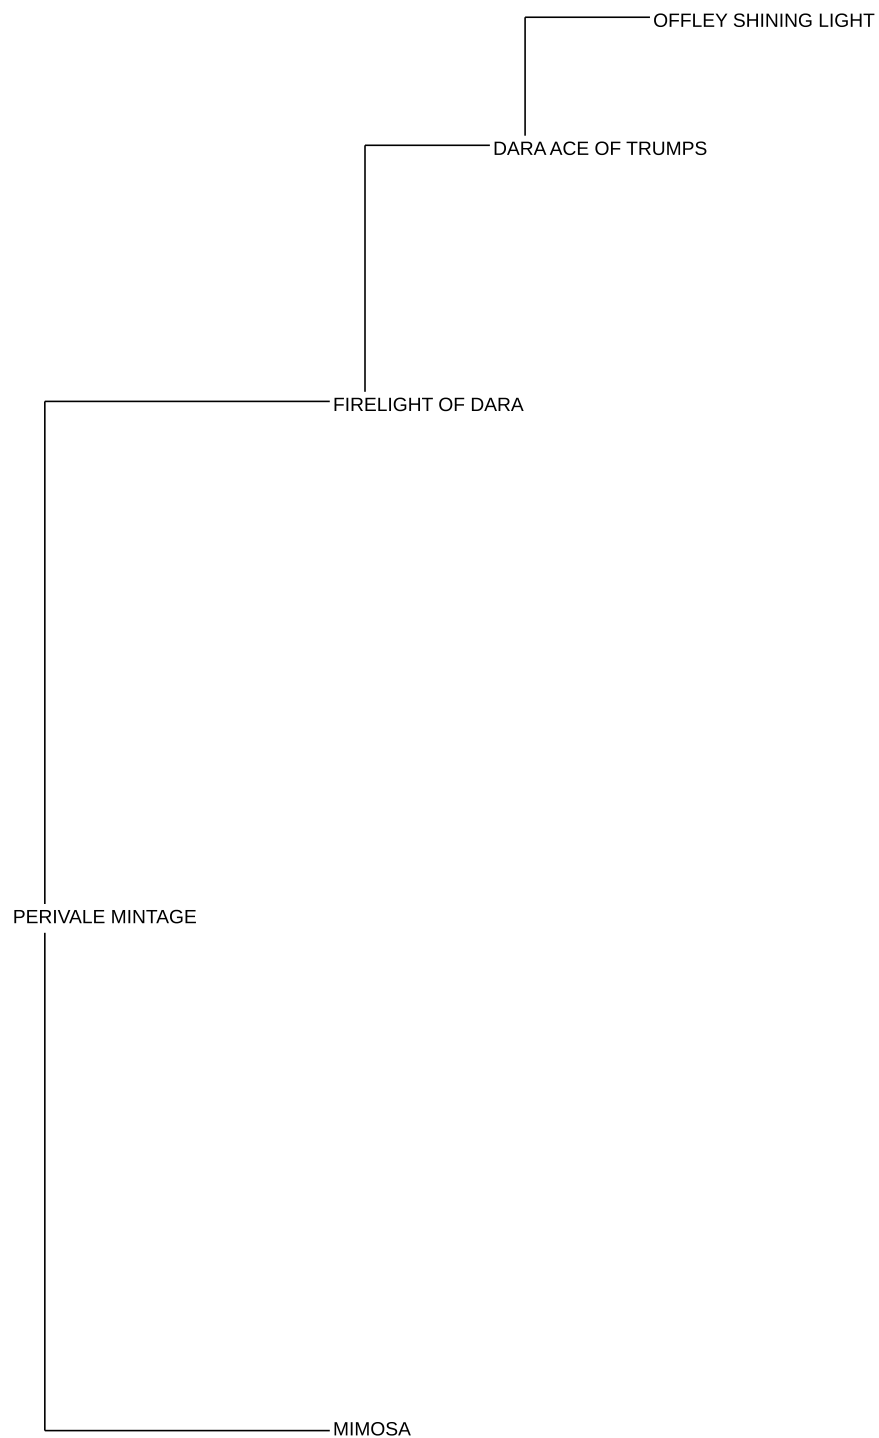 OFFLEY SHINING LIGHT
DARA ACE OF TRUMPS
FIRELIGHT OF DARA
PERIVALE MINTAGE
MIMOSA